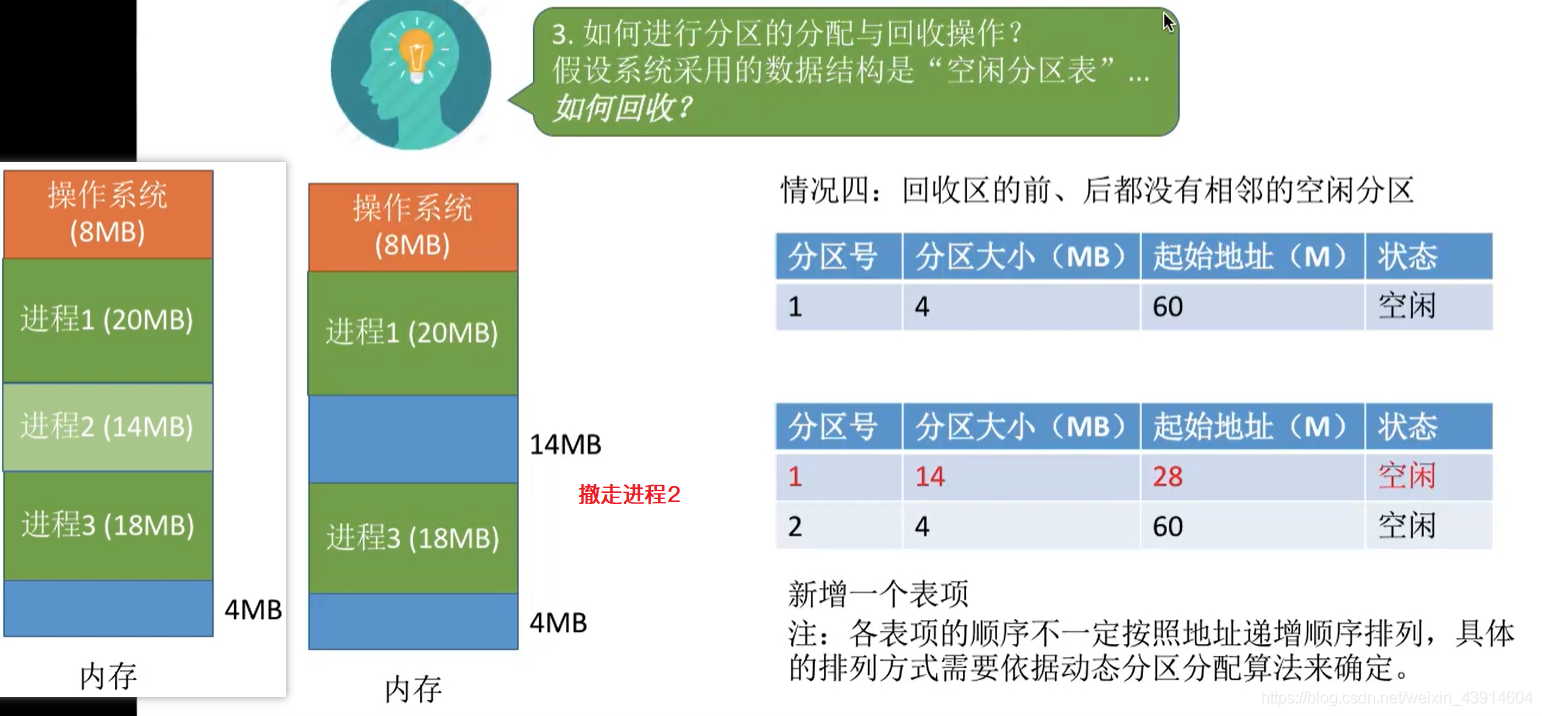 3. 如何进行分区的分配与回收操作？
假设系统采用的数据结构是“空闲分区表”...
如何回收？
操作系统
(8MB)
进程1 (20MB)
进程2 (14MB)
进程3 (18MB)
4MB
内存
操作系统
(8MB)
进程1 (20MB)
14MB
撤走进程2
进程3 (18MB)
4MB
内存
情况四：回收区的前、后都没有相邻的空闲分区
分区号 分区大小（MB） 起始地址（M） 状态
1 4 60 空闲
分区号 分区大小（MB） 起始地址（M） 状态
1 14 28 空闲
2 4 60 空闲
新增一个表项
注：各表项的顺序不一定按照地址递增顺序排列，具体
的排列方式需要依据动态分区分配算法来确定。
https://blog.csdn.net/weixin_43914604